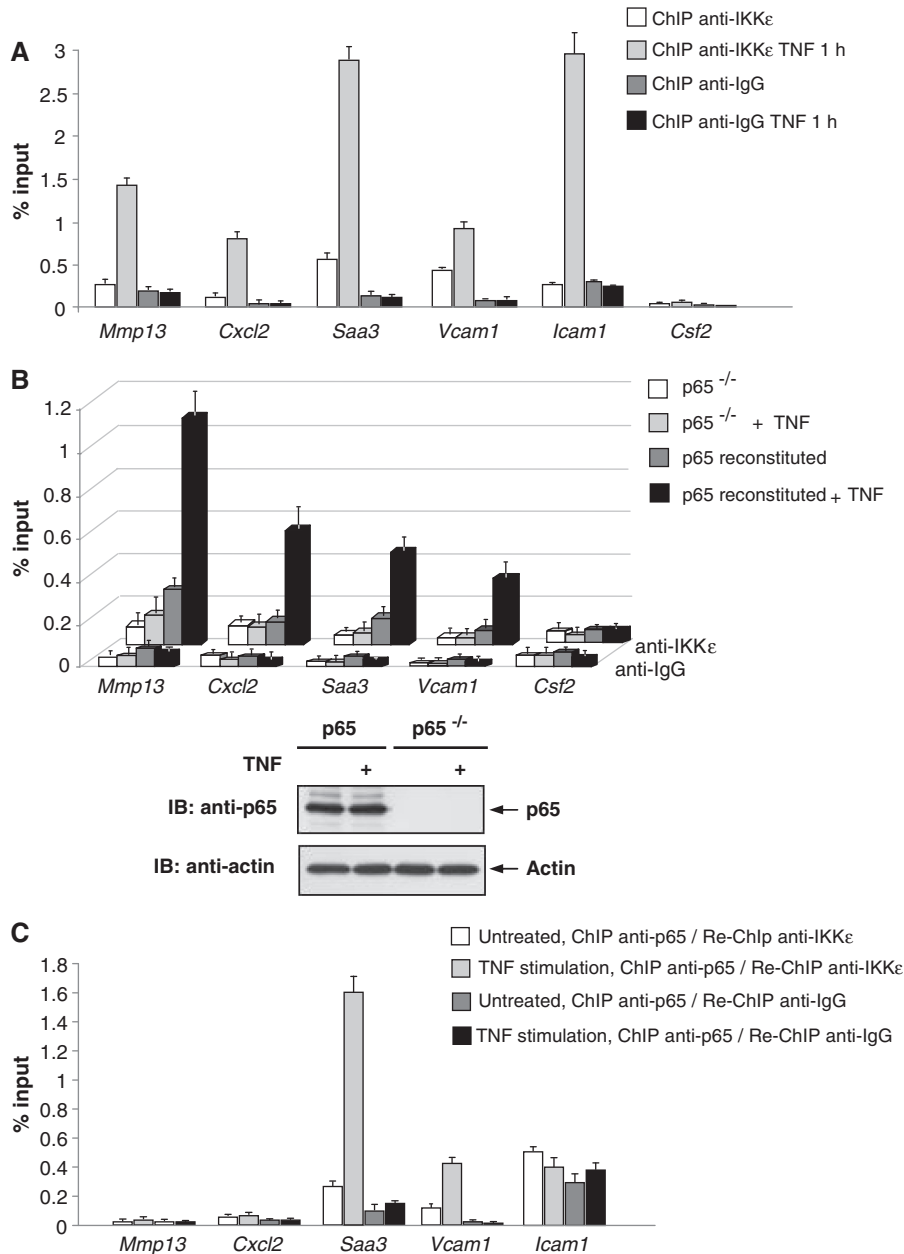 A
ChIP anti-IKKε
ChIP anti-IKKε TNF 1 h
ChIP anti-IgG
ChIP anti-IgG TNF 1 h
% input
3
2.5
2
1.5
1
0.5
0
Mmp13 Cxcl2 Saa3 Vcam1 Icam1 Csf2
B
p65 -/-
p65 -/- + TNF
p65 reconstituted
p65 reconstituted + TNF
% input
1.2
1
0.8
0.6
0.4
0.2
0
anti-IKKε
anti-IgG
Mmp13 Cxcl2 Saa3 Vcam1 Csf2
p65 p65 -/-
TNF + +
IB: anti-p65 p65
IB: anti-actin Actin
C
Untreated, ChIP anti-p65 / Re-ChIp anti-IKKε
TNF stimulation, ChIP anti-p65 / Re-ChIP anti-IKKε
Untreated, ChIP anti-p65 / Re-ChIP anti-IgG
TNF stimulation, ChIP anti-p65 / Re-ChIP anti-IgG
% input
1.8
1.6
1.4
1.2
1
0.8
0.6
0.4
0.2
0
Mmp13 Cxcl2 Saa3 Vcam1 Icam1